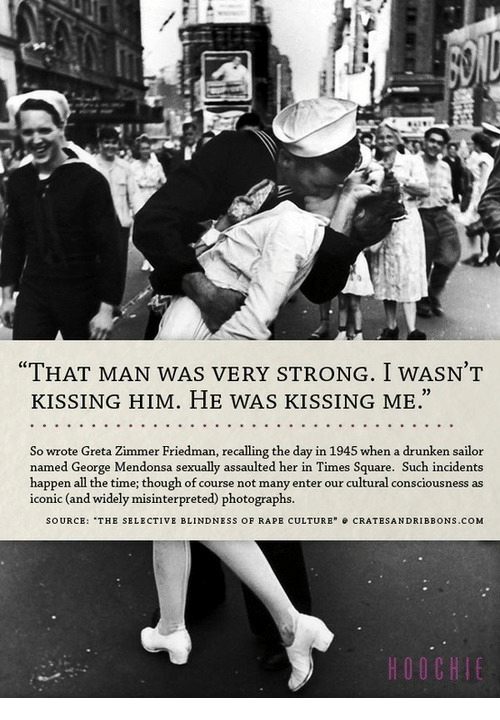 BOND
“THAT MAN WAS VERY STRONG. I WASN’T
KISSING HIM. HE WAS KISSING ME.”
So wrote Greta Zimmer Friedman, recalling the day in 1945 when a drunken sailor
named George Mendonsa sexually assaulted her in Times Square. Such incidents
happen all the time; though of course not many enter our cultural consciousness as
iconic (and widely misinterpreted) photographs.
SOURCE: "THE SELECTIVE BLINDNESS OF RAPE CULTURE" @ CRATESANDRIBBONS.COM
HOOCHIE